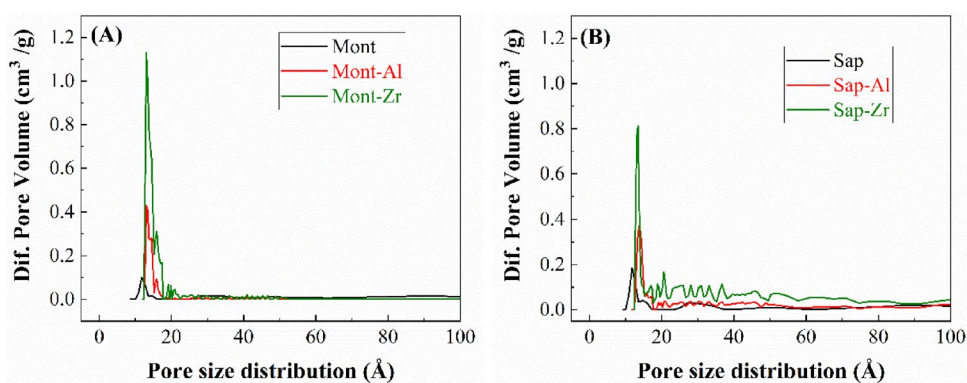 (A)
Mont
Mont-Al
Mont-Zr
Dif. Pore Volume (cm³ /g)
1.2
1.0
0.8
0.6
0.4
0.2
0.0
0 20 40 60 80 100
Pore size distribution (Å)
(B)
Sap
Sap-Al
Sap-Zr
Dif. Pore Volume (cm³ /g)
1.2
1.0
0.8
0.6
0.4
0.2
0.0
0 20 40 60 80 100
Pore size distribution (Å)